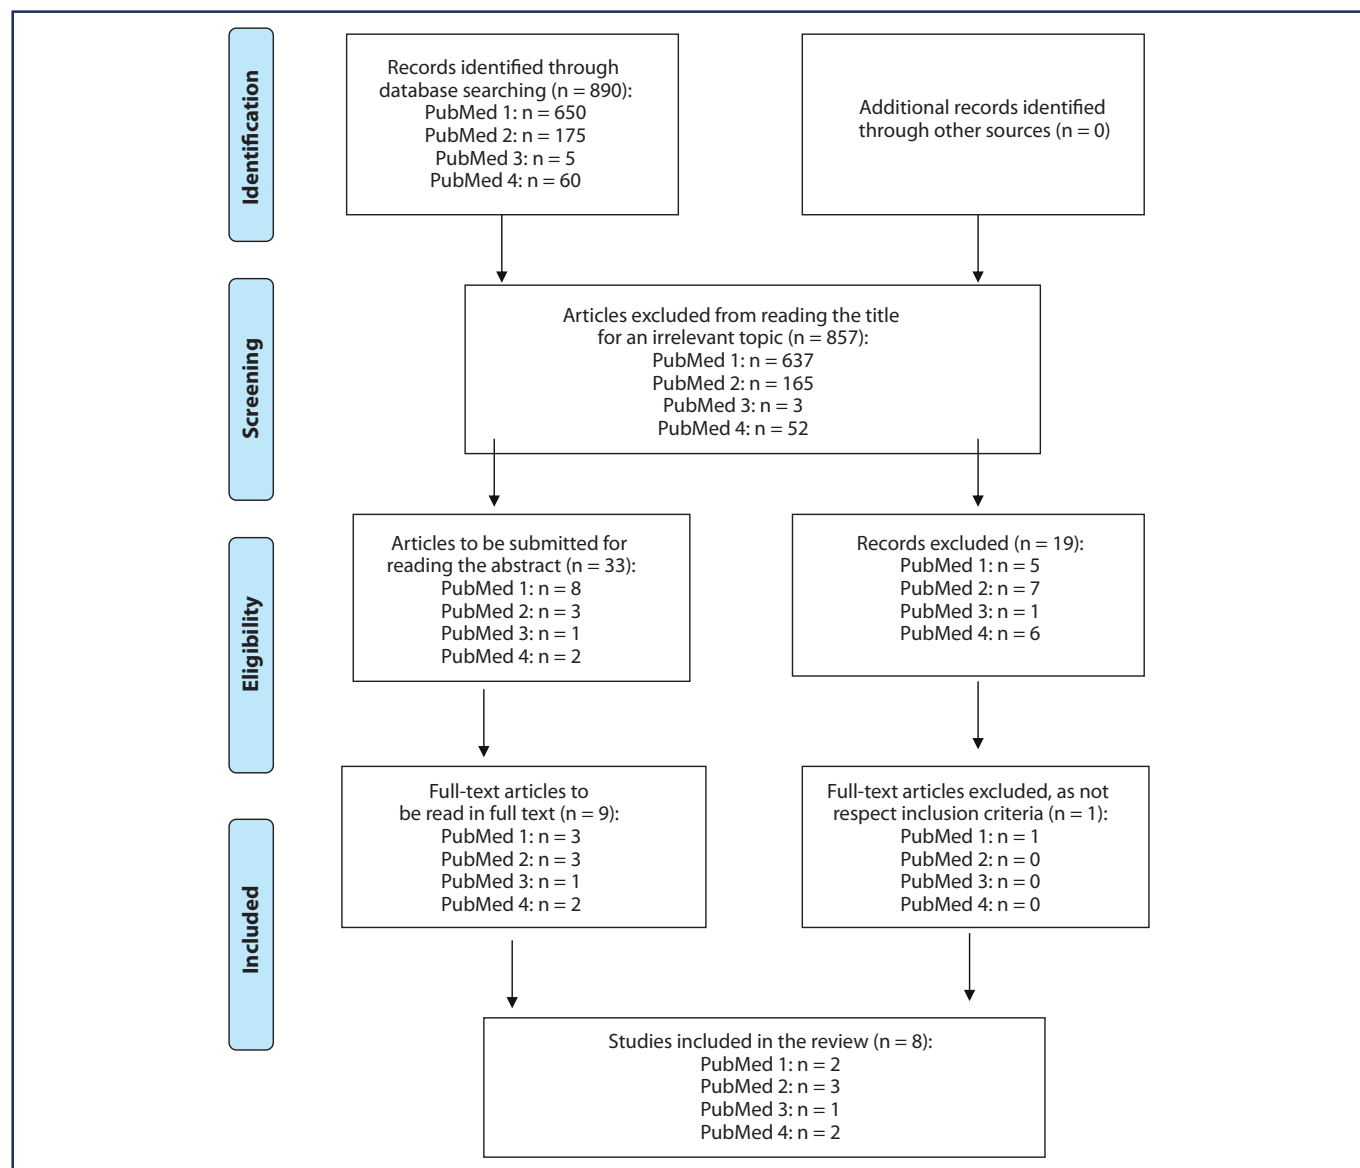 Identification
Records identified through
database searching (n = 890):
PubMed 1: n = 650
PubMed 2: n = 175
PubMed 3: n = 5
PubMed 4: n = 60
Additional records identified
through other sources (n = 0)
Screening
Articles excluded from reading the title
for an irrelevant topic (n = 857):
PubMed 1: n = 637
PubMed 2: n = 165
PubMed 3: n = 3
PubMed 4: n = 52
Eligibility
Articles to be submitted for
reading the abstract (n = 33):
PubMed 1: n = 8
PubMed 2: n = 3
PubMed 3: n = 1
PubMed 4: n = 2
Records excluded (n = 19):
PubMed 1: n = 5
PubMed 2: n = 7
PubMed 3: n = 1
PubMed 4: n = 6
Included
Full-text articles to
be read in full text (n = 9):
PubMed 1: n = 3
PubMed 2: n = 3
PubMed 3: n = 1
PubMed 4: n = 2
Full-text articles excluded, as not
respect inclusion criteria (n = 1):
PubMed 1: n = 1
PubMed 2: n = 0
PubMed 3: n = 0
PubMed 4: n = 0
Studies included in the review (n = 8):
PubMed 1: n = 2
PubMed 2: n = 3
PubMed 3: n = 1
PubMed 4: n = 2